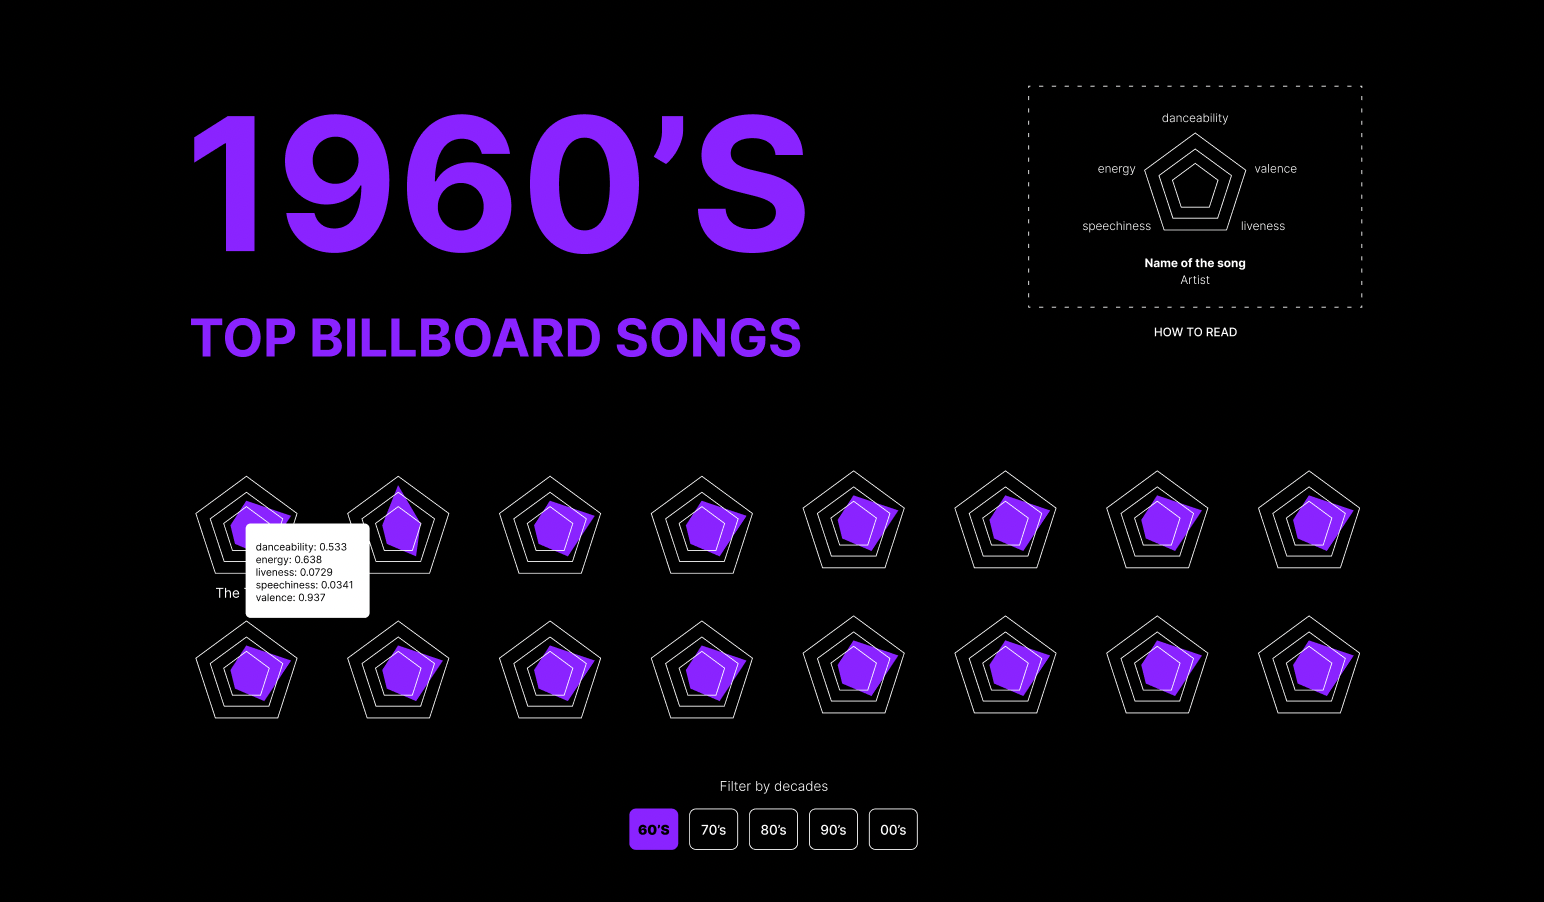 1960’S
TOP BILLBOARD SONGS
danceability
energy
valence
speechiness
liveness
Name of the song
Artist
HOW TO READ
danceability: 0.533
energy: 0.638
liveness: 0.0729
speechiness: 0.0341
valence: 0.937
The
Filter by decades
60’S
70’s
80’s
90’s
00’s